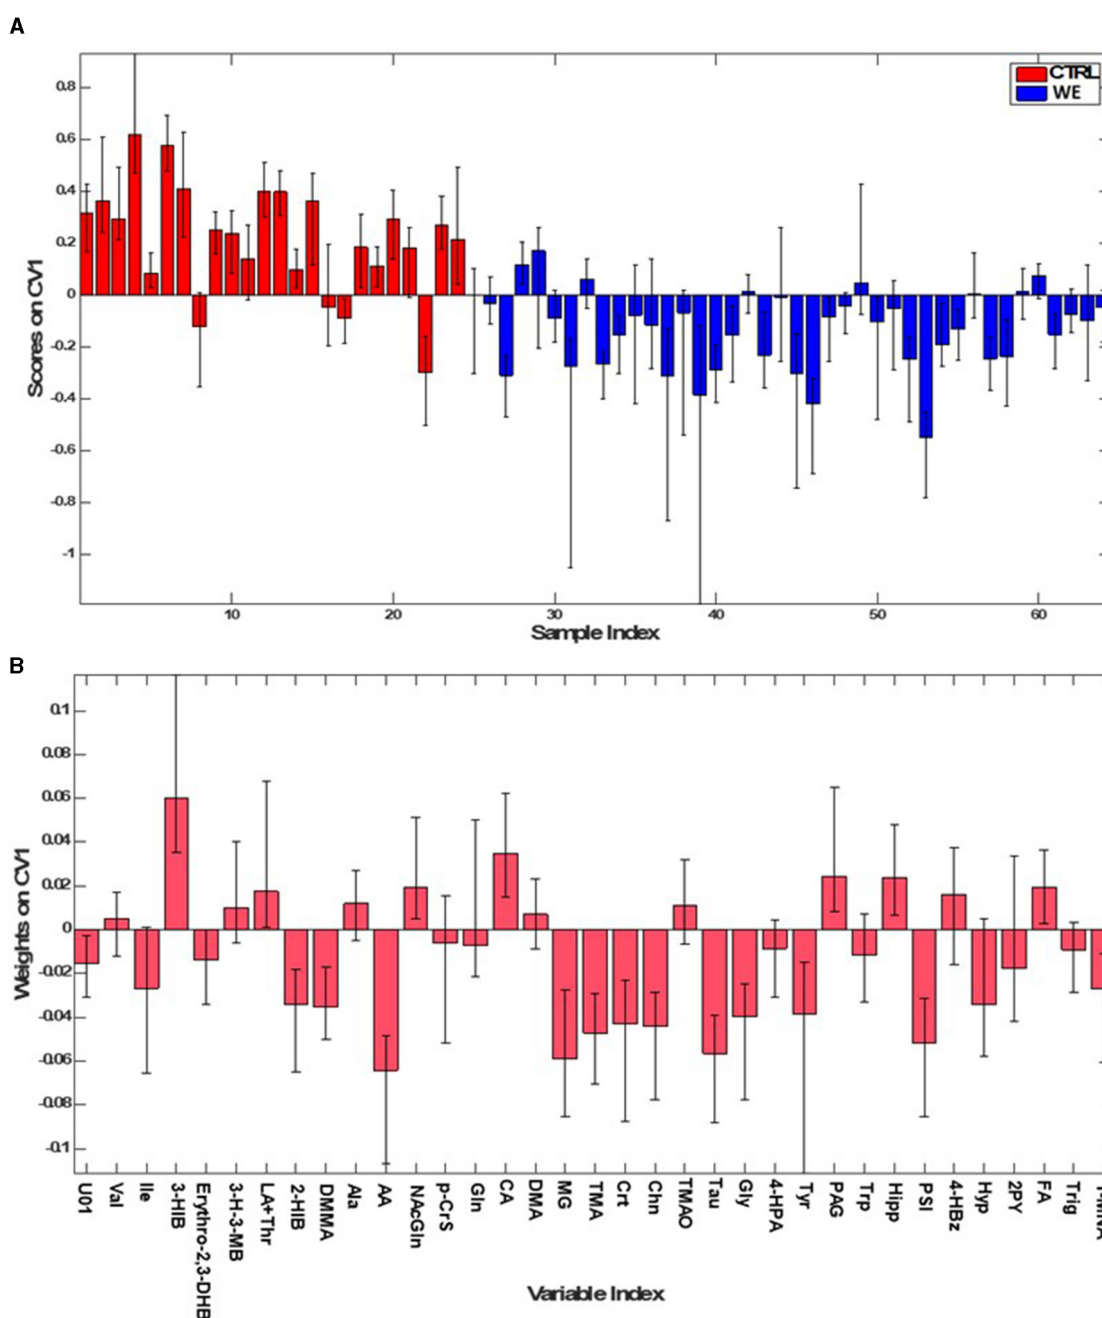 A
CTRL
WE
0.8
0.6
0.4
0.2
0
-0.2
-0.4
-0.6
-0.8
-1
Scores on CV1
10 20 30 40 50 60
Sample Index
B
0.1
0.08
0.06
0.04
0.02
0
-0.02
-0.04
-0.06
-0.08
-0.1
Weights on CV1
U01
Val
Ile
3-HIB
Erythro-2,3-DHB
3-H-3-MB
LA+Thr
2-HIB
DMMA
Ala
AA
NAcGln
p-CrS
Gln
CA
DMA
MG
TMA
Crt
Chn
TMAO
Tau
Gly
4-HPA
Tyr
PAG
Trp
Hipp
PSI
4-HBz
Hyp
2PY
FA
Trig
Variable Index